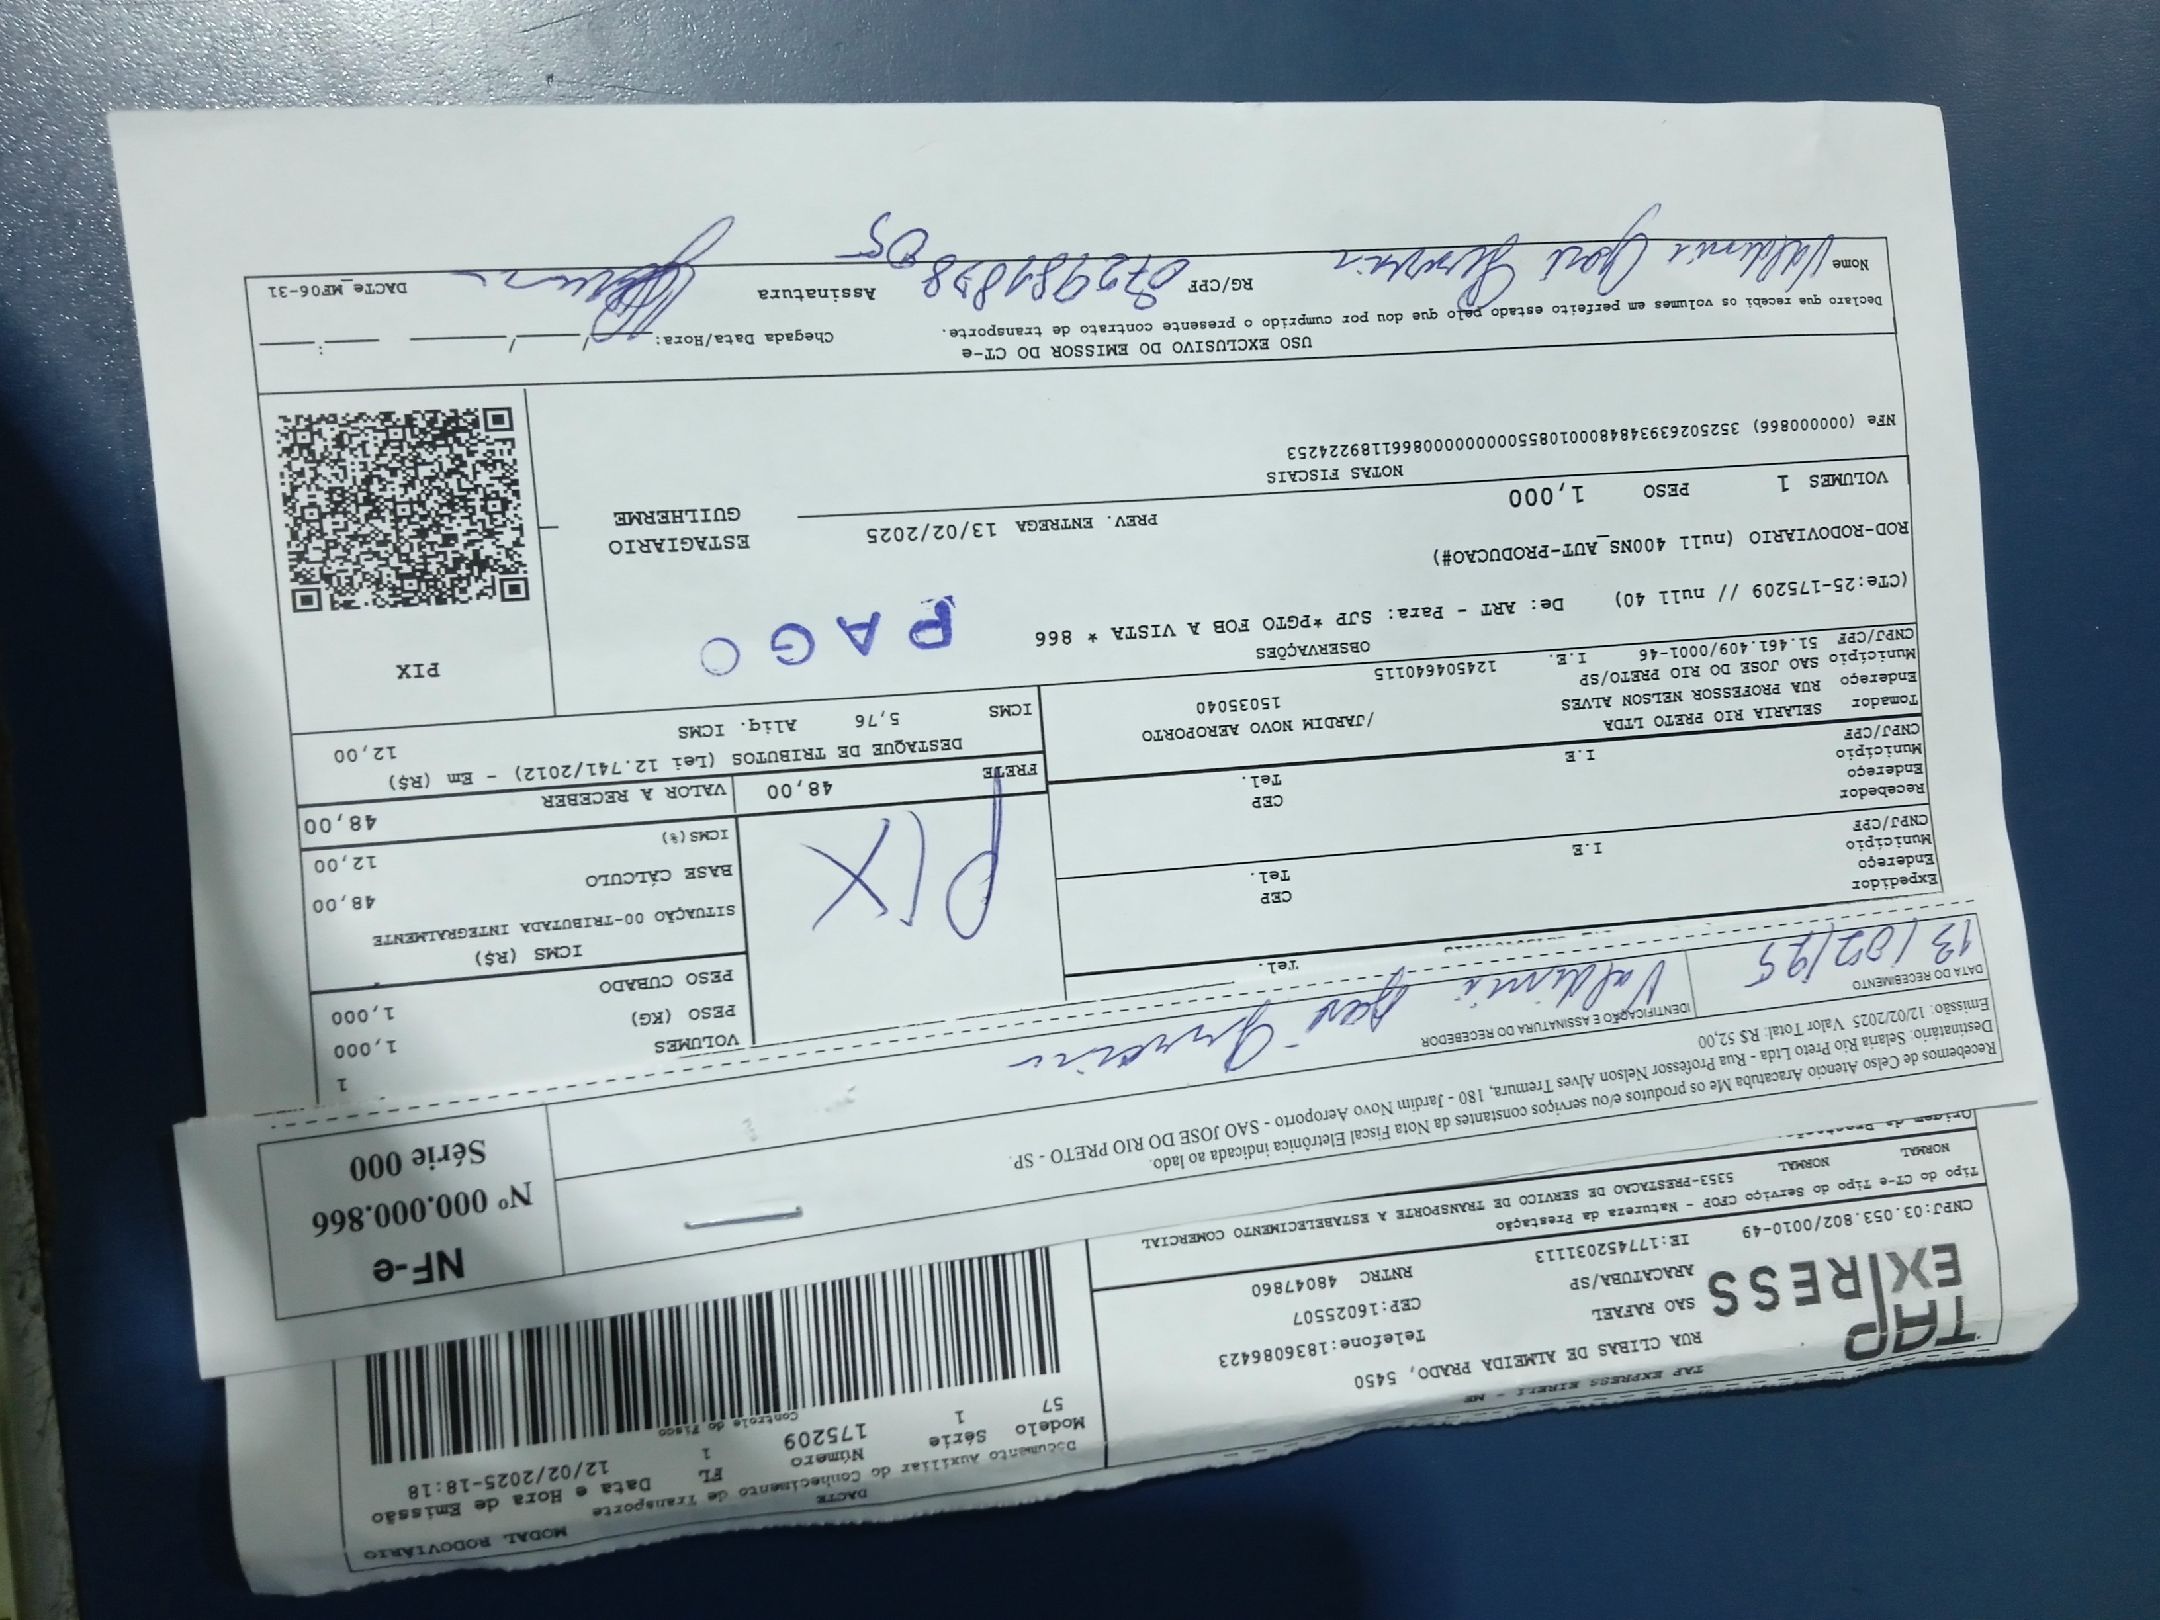 MODAL RODOVIÁRIO
DACTE
Documento Auxiliar do Conhecimento de Transporte
Modelo Série Número FL Data e Hora de Emissão
57 1 175209 1 12/02/2025-18:18
Controle do Fisco
TAP EXPRESS EIRELI - ME
TAP
EXPRESS
RUA CLIBAS DE ALMEIDA PRADO, 5450
Telefone:1836086423
SAO RAFAEL CEP:16025507
ARACATUBA/SP
CNPJ:03.053.802/0010-49 IE:177452031113 RNTRC 48047860
Tipo do CT-e Tipo do Serviço CFOP - Natureza da Prestação
NORMAL NORMAL 5353-PRESTACAO DE SERVICO DE TRANSPORTE A ESTABELECIMENTO COMERCIAL
Recebemos de Celso Atencio Aracatuba Me os produtos e/ou serviços constantes da Nota Fiscal Eletrônica indicada ao lado.
Destinatário: Selaria Rio Preto Ltda - Rua Professor Nelson Alves Tremura, 180 - Jardim Novo Aeroporto - SAO JOSE DO RIO PRETO - SP.
Emissão: 12/02/2025 Valor Total: R$ 52,00
DATA DO RECEBIMENTO
13/02/25
IDENTIFICAÇÃO E ASSINATURA DO RECEBEDOR
NF-e
Nº 000.000.866
Série 000
Tel.
Expedidor
Endereço CEP
Município Tel.
CNPJ/CPF I.E
Recebedor
Endereço CEP
Município Tel.
CNPJ/CPF I.E
Tomador SELARIA RIO PRETO LTDA
Endereço RUA PROFESSOR NELSON ALVES /JARDIM NOVO AEROPORTO
Município SAO JOSE DO RIO PRETO/SP 15035040
CNPJ/CPF 51.461.409/0001-46 I.E. 124504640115
PIX
1
VOLUMES 1,000
PESO (KG) 1,000
PESO CUBADO
ICMS (R$)
SITUAÇÃO 00-TRIBUTADA INTEGRALMENTE
BASE CÁLCULO 48,00
ICMS(%) 12,00
FRETE 48,00 VALOR A RECEBER 48,00
DESTAQUE DE TRIBUTOS (Lei 12.741/2012) - Em (R$)
ICMS 5,76 Aliq. ICMS 12,00
OBSERVAÇÕES
(CTe:25-175209 // null 40) De: ART - Para: SJP *PGTO FOB A VISTA * 866
ROD-RODOVIARIO (null 400NS_AUT-PRODUCAO#)
PAGO
PIX
VOLUMES 1 PESO 1,000 PREV. ENTREGA 13/02/2025
ESTAGIARIO
GUILHERME
NOTAS FISCAIS
NFe (00000866) 35250263934848000108550000000008661189224253
USO EXCLUSIVO DO EMISSOR DO CT-e
Declaro que recebi os volumes em perfeito estado pelo que dou por cumprido o presente contrato de transporte.
Chegada Data/Hora: / / :
Nome
RG/CPF
Assinatura
DACTe_MF06-31